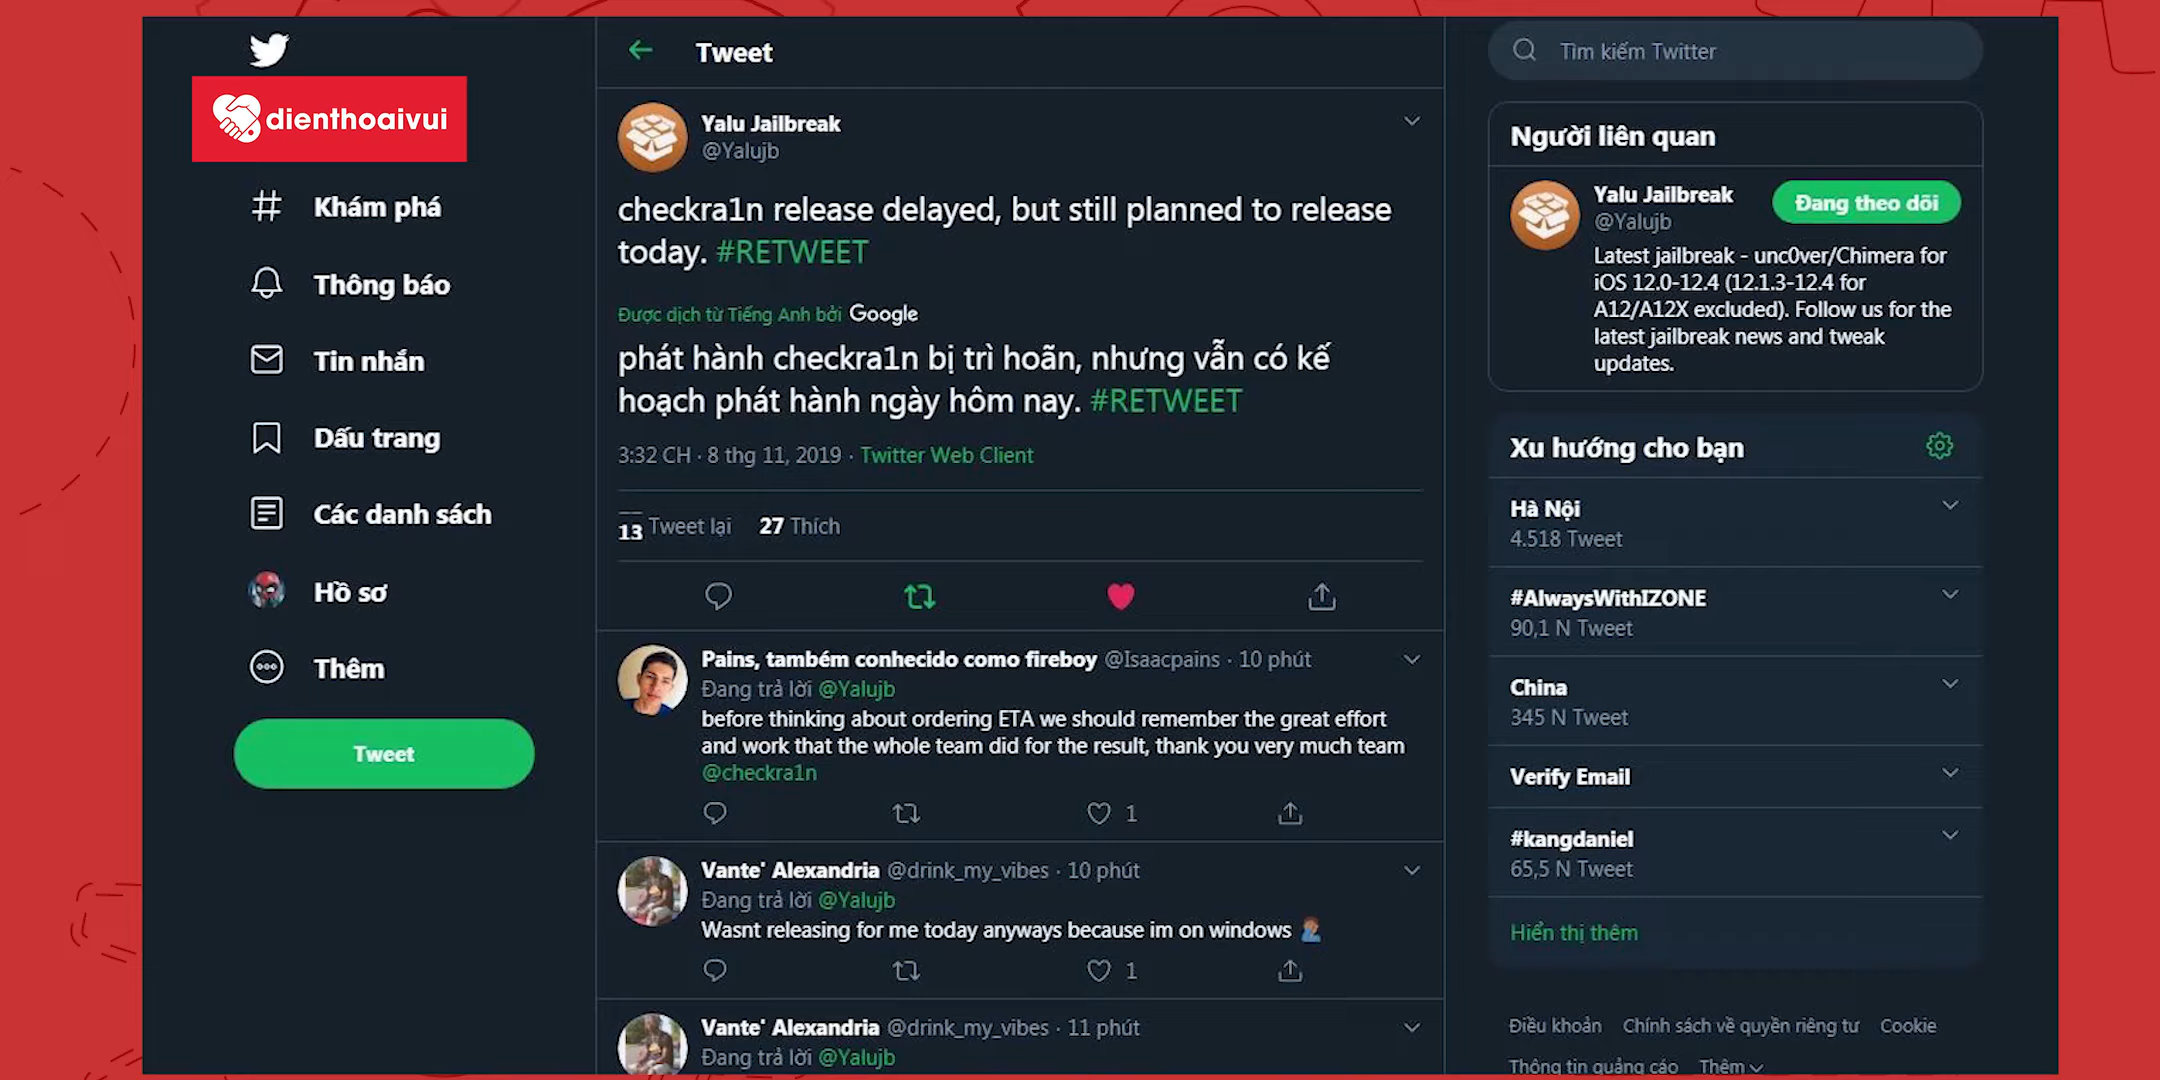 dienthoaivui
Khám phá
Thông báo
Tin nhắn
Dấu trang
Các danh sách
Hồ sơ
Thêm
Tweet
Tweet
Yalu Jailbreak
@Yalujb
checkra1n release delayed, but still planned to release
today. #RETWEET
Được dịch từ Tiếng Anh bởi Google
phát hành checkra1n bị trì hoãn, nhưng vẫn có kế
hoạch phát hành ngày hôm nay. #RETWEET
3:32 CH · 8 thg 11, 2019 · Twitter Web Client
13 Tweet lại 27 Thích
Pains, também conhecido como fireboy @Isaacpains · 10 phút
Đang trả lời @Yalujb
before thinking about ordering ETA we should remember the great effort
and work that the whole team did for the result, thank you very much team
@checkra1n
1
Vante' Alexandria @drink_my_vibes · 10 phút
Đang trả lời @Yalujb
Wasnt releasing for me today anyways because im on windows
1
Vante' Alexandria @drink_my_vibes · 11 phút
Đang trả lời @Yalujb
Tìm kiếm Twitter
Người liên quan
Yalu Jailbreak
@Yalujb
Đang theo dõi
Latest jailbreak - unc0ver/Chimera for
iOS 12.0-12.4 (12.1.3-12.4 for
A12/A12X excluded). Follow us for the
latest jailbreak news and tweak
updates.
Xu hướng cho bạn
Hà Nội
4.518 Tweet
#AlwaysWithIZONE
90,1 N Tweet
China
345 N Tweet
Verify Email
#kangdaniel
65,5 N Tweet
Hiển thị thêm
Điều khoản Chính sách về quyền riêng tư Cookie
Thông tin quảng cáo Thêm